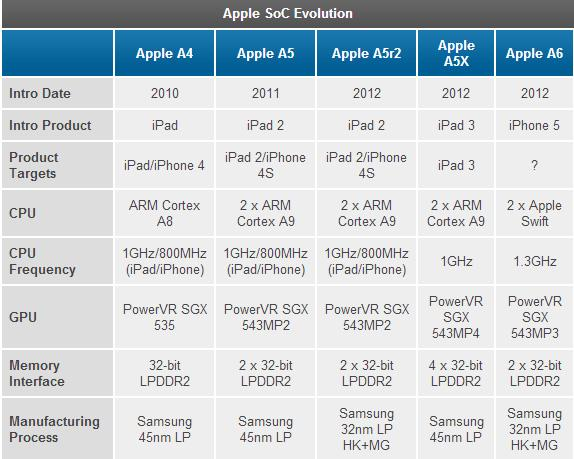 Apple SoC Evolution
Apple A4 Apple A5 Apple A5r2 Apple A5X Apple A6
Intro Date 2010 2011 2012 2012 2012
Intro Product iPad iPad 2 iPad 2 iPad 3 iPhone 5
Product Targets iPad/iPhone 4 iPad 2/iPhone 4S iPad 2/iPhone 4S iPad 3 ?
CPU ARM Cortex A8 2 x ARM Cortex A9 2 x ARM Cortex A9 2 x ARM Cortex A9 2 x Apple Swift
CPU Frequency 1GHz/800MHz (iPad/iPhone) 1GHz/800MHz (iPad/iPhone) 1GHz/800MHz (iPad/iPhone) 1GHz 1.3GHz
GPU PowerVR SGX 535 PowerVR SGX 543MP2 PowerVR SGX 543MP2 PowerVR SGX 543MP4 PowerVR SGX 543MP3
Memory Interface 32-bit LPDDR2 2 x 32-bit LPDDR2 2 x 32-bit LPDDR2 4 x 32-bit LPDDR2 2 x 32-bit LPDDR2
Manufacturing Process Samsung 45nm LP Samsung 45nm LP Samsung 32nm LP HK+MG Samsung 45nm LP Samsung 32nm LP HK+MG